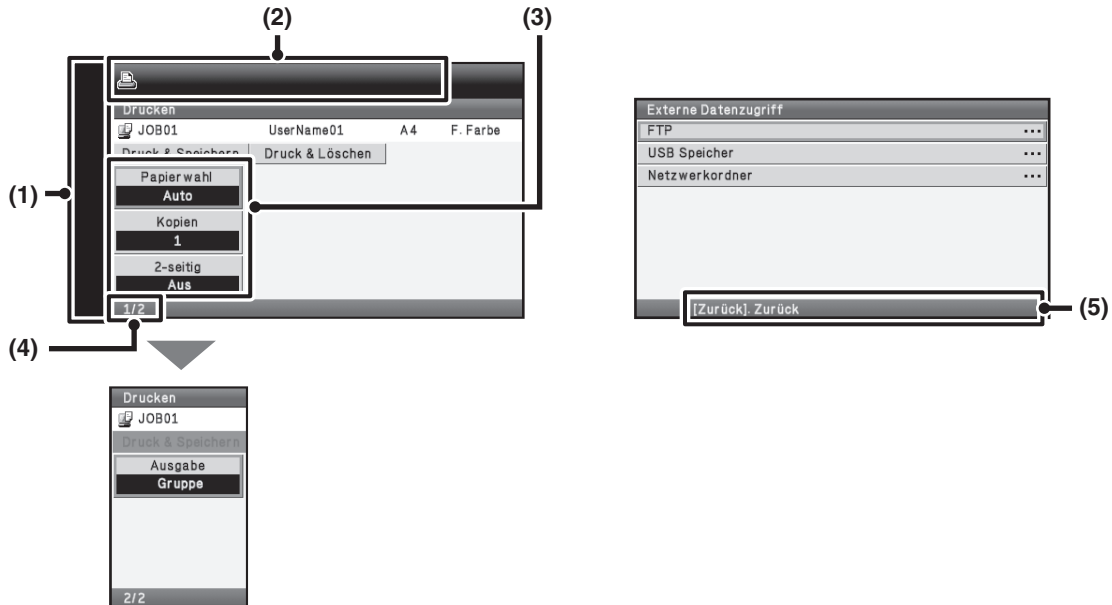 (2)
(3)
Drucken
JOB01 UserName01 A4 F. Farbe
Druck & Speichern Druck & Löschen
(1)
Papierwahl
Auto
Kopien
1
2-seitig
Aus
1/2
(4)
Externe Datenzugriff
FTP ...
USB Speicher ...
Netzwerkordner ...
[Zurück]. Zurück
(5)
Drucken
JOB01
Druck & Speichern
Ausgabe
Gruppe
2/2